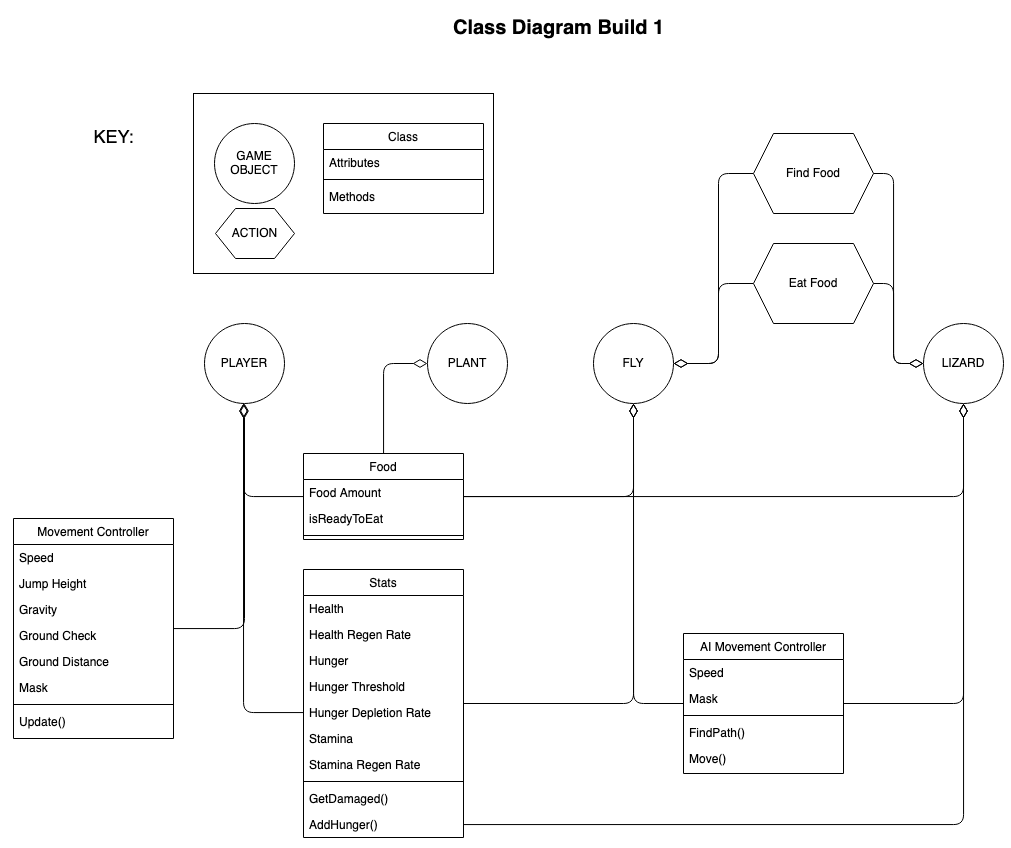 Class Diagram Build 1
KEY:
GAME
OBJECT
ACTION
Class
Attributes
Methods
Find Food
Eat Food
PLAYER
PLANT
FLY
LIZARD
Food
Food Amount
isReadyToEat
Movement Controller
Speed
Jump Height
Gravity
Ground Check
Ground Distance
Mask
Update()
Stats
Health
Health Regen Rate
Hunger
Hunger Threshold
Hunger Depletion Rate
Stamina
Stamina Regen Rate
GetDamaged()
AddHunger()
AI Movement Controller
Speed
Mask
FindPath()
Move()